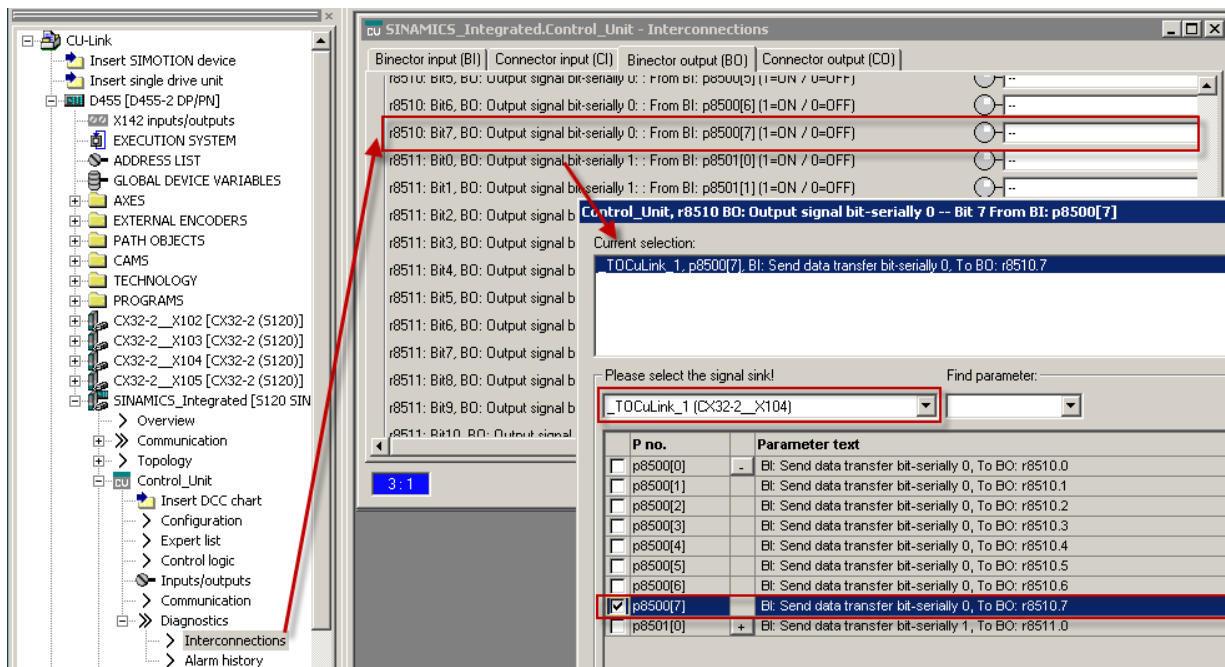 CU-Link
Insert SIMOTION device
Insert single drive unit
D455 [D455-2 DP/PN]
X142 inputs/outputs
EXECUTION SYSTEM
ADDRESS LIST
GLOBAL DEVICE VARIABLES
AXES
EXTERNAL ENCODERS
PATH OBJECTS
CAMS
TECHNOLOGY
PROGRAMS
CX32-2__X102 [CX32-2 (S120)]
CX32-2__X103 [CX32-2 (S120)]
CX32-2__X104 [CX32-2 (S120)]
CX32-2__X105 [CX32-2 (S120)]
SINAMICS_Integrated [S120 SIN
Overview
Communication
Topology
Control_Unit
Insert DCC chart
Configuration
Expert list
Control logic
Inputs/outputs
Communication
Diagnostics
Interconnections
Alarm history
SINAMICS_Integrated.Control_Unit - Interconnections
Binector input (BI) Connector input (CI) Binector output (BO) Connector output (CO)
r8510: Bit5, BO: Output signal bit-serially 0: : From BI: p8500[5] (1=ON / 0=OFF) --
r8510: Bit6, BO: Output signal bit-serially 0: : From BI: p8500[6] (1=ON / 0=OFF) --
r8510: Bit7, BO: Output signal bit-serially 0: : From BI: p8500[7] (1=ON / 0=OFF) --
r8511: Bit0, BO: Output signal bit-serially 1: : From BI: p8501[0] (1=ON / 0=OFF) --
r8511: Bit1, BO: Output signal bit-serially 1: : From BI: p8501[1] (1=ON / 0=OFF) --
r8511: Bit2, BO: Output signal b
r8511: Bit3, BO: Output signal b
r8511: Bit4, BO: Output signal b
r8511: Bit5, BO: Output signal b
r8511: Bit6, BO: Output signal b
r8511: Bit7, BO: Output signal b
r8511: Bit8, BO: Output signal b
r8511: Bit9, BO: Output signal b
r8511: Bit10, BO: Output signal
3 : 1
Control_Unit, r8510 BO: Output signal bit-serially 0 -- Bit 7 From BI: p8500[7]
Current selection:
_TOCuLink_1, p8500[7], BI: Send data transfer bit-serially 0, To BO: r8510.7
Please select the signal sink! Find parameter:
_TOCuLink_1 (CX32-2__X104)
P no. Parameter text
p8500[0] - BI: Send data transfer bit-serially 0, To BO: r8510.0
p8500[1] BI: Send data transfer bit-serially 0, To BO: r8510.1
p8500[2] BI: Send data transfer bit-serially 0, To BO: r8510.2
p8500[3] BI: Send data transfer bit-serially 0, To BO: r8510.3
p8500[4] BI: Send data transfer bit-serially 0, To BO: r8510.4
p8500[5] BI: Send data transfer bit-serially 0, To BO: r8510.5
p8500[6] BI: Send data transfer bit-serially 0, To BO: r8510.6
p8500[7] BI: Send data transfer bit-serially 0, To BO: r8510.7
p8501[0] + BI: Send data transfer bit-serially 1, To BO: r8511.0